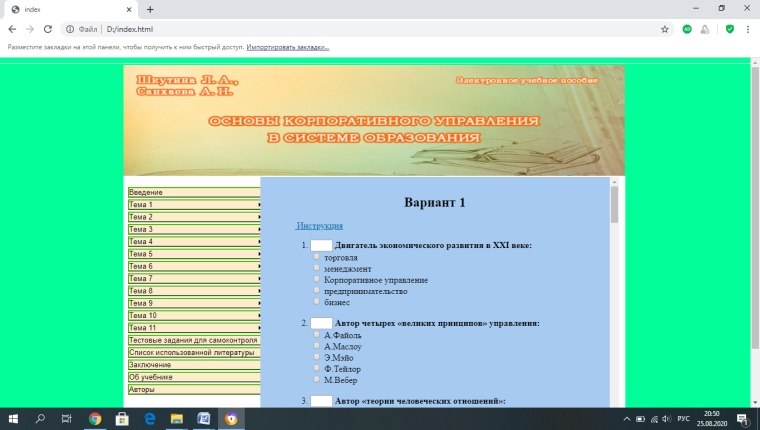 index
Файл | D:/index.html
Разместите закладки на этой панели, чтобы получить к ним быстрый доступ. Импортировать закладки...
Шкутина Л. А.,
Санхаева А. Н.
Электронное учебное пособие
ОСНОВЫ КОРПОРАТИВНОГО УПРАВЛЕНИЯ
В СИСТЕМЕ ОБРАЗОВАНИЯ
Введение
Тема 1
Тема 2
Тема 3
Тема 4
Тема 5
Тема 6
Тема 7
Тема 8
Тема 9
Тема 10
Тема 11
Тестовые задания для самоконтроля
Список использованной литературы
Заключение
Об учебнике
Авторы
Вариант 1
Инструкция
1. Двигатель экономического развития в XXI веке:
торговля
менеджмент
Корпоративное управление
предпринимательство
бизнес
2. Автор четырех «великих принципов» управления:
А.Файоль
А.Маслоу
Э.Мэйо
Ф.Тейлор
М.Вебер
3. Автор «теории человеческих отношений»:
РУС
20:50
25.08.2020